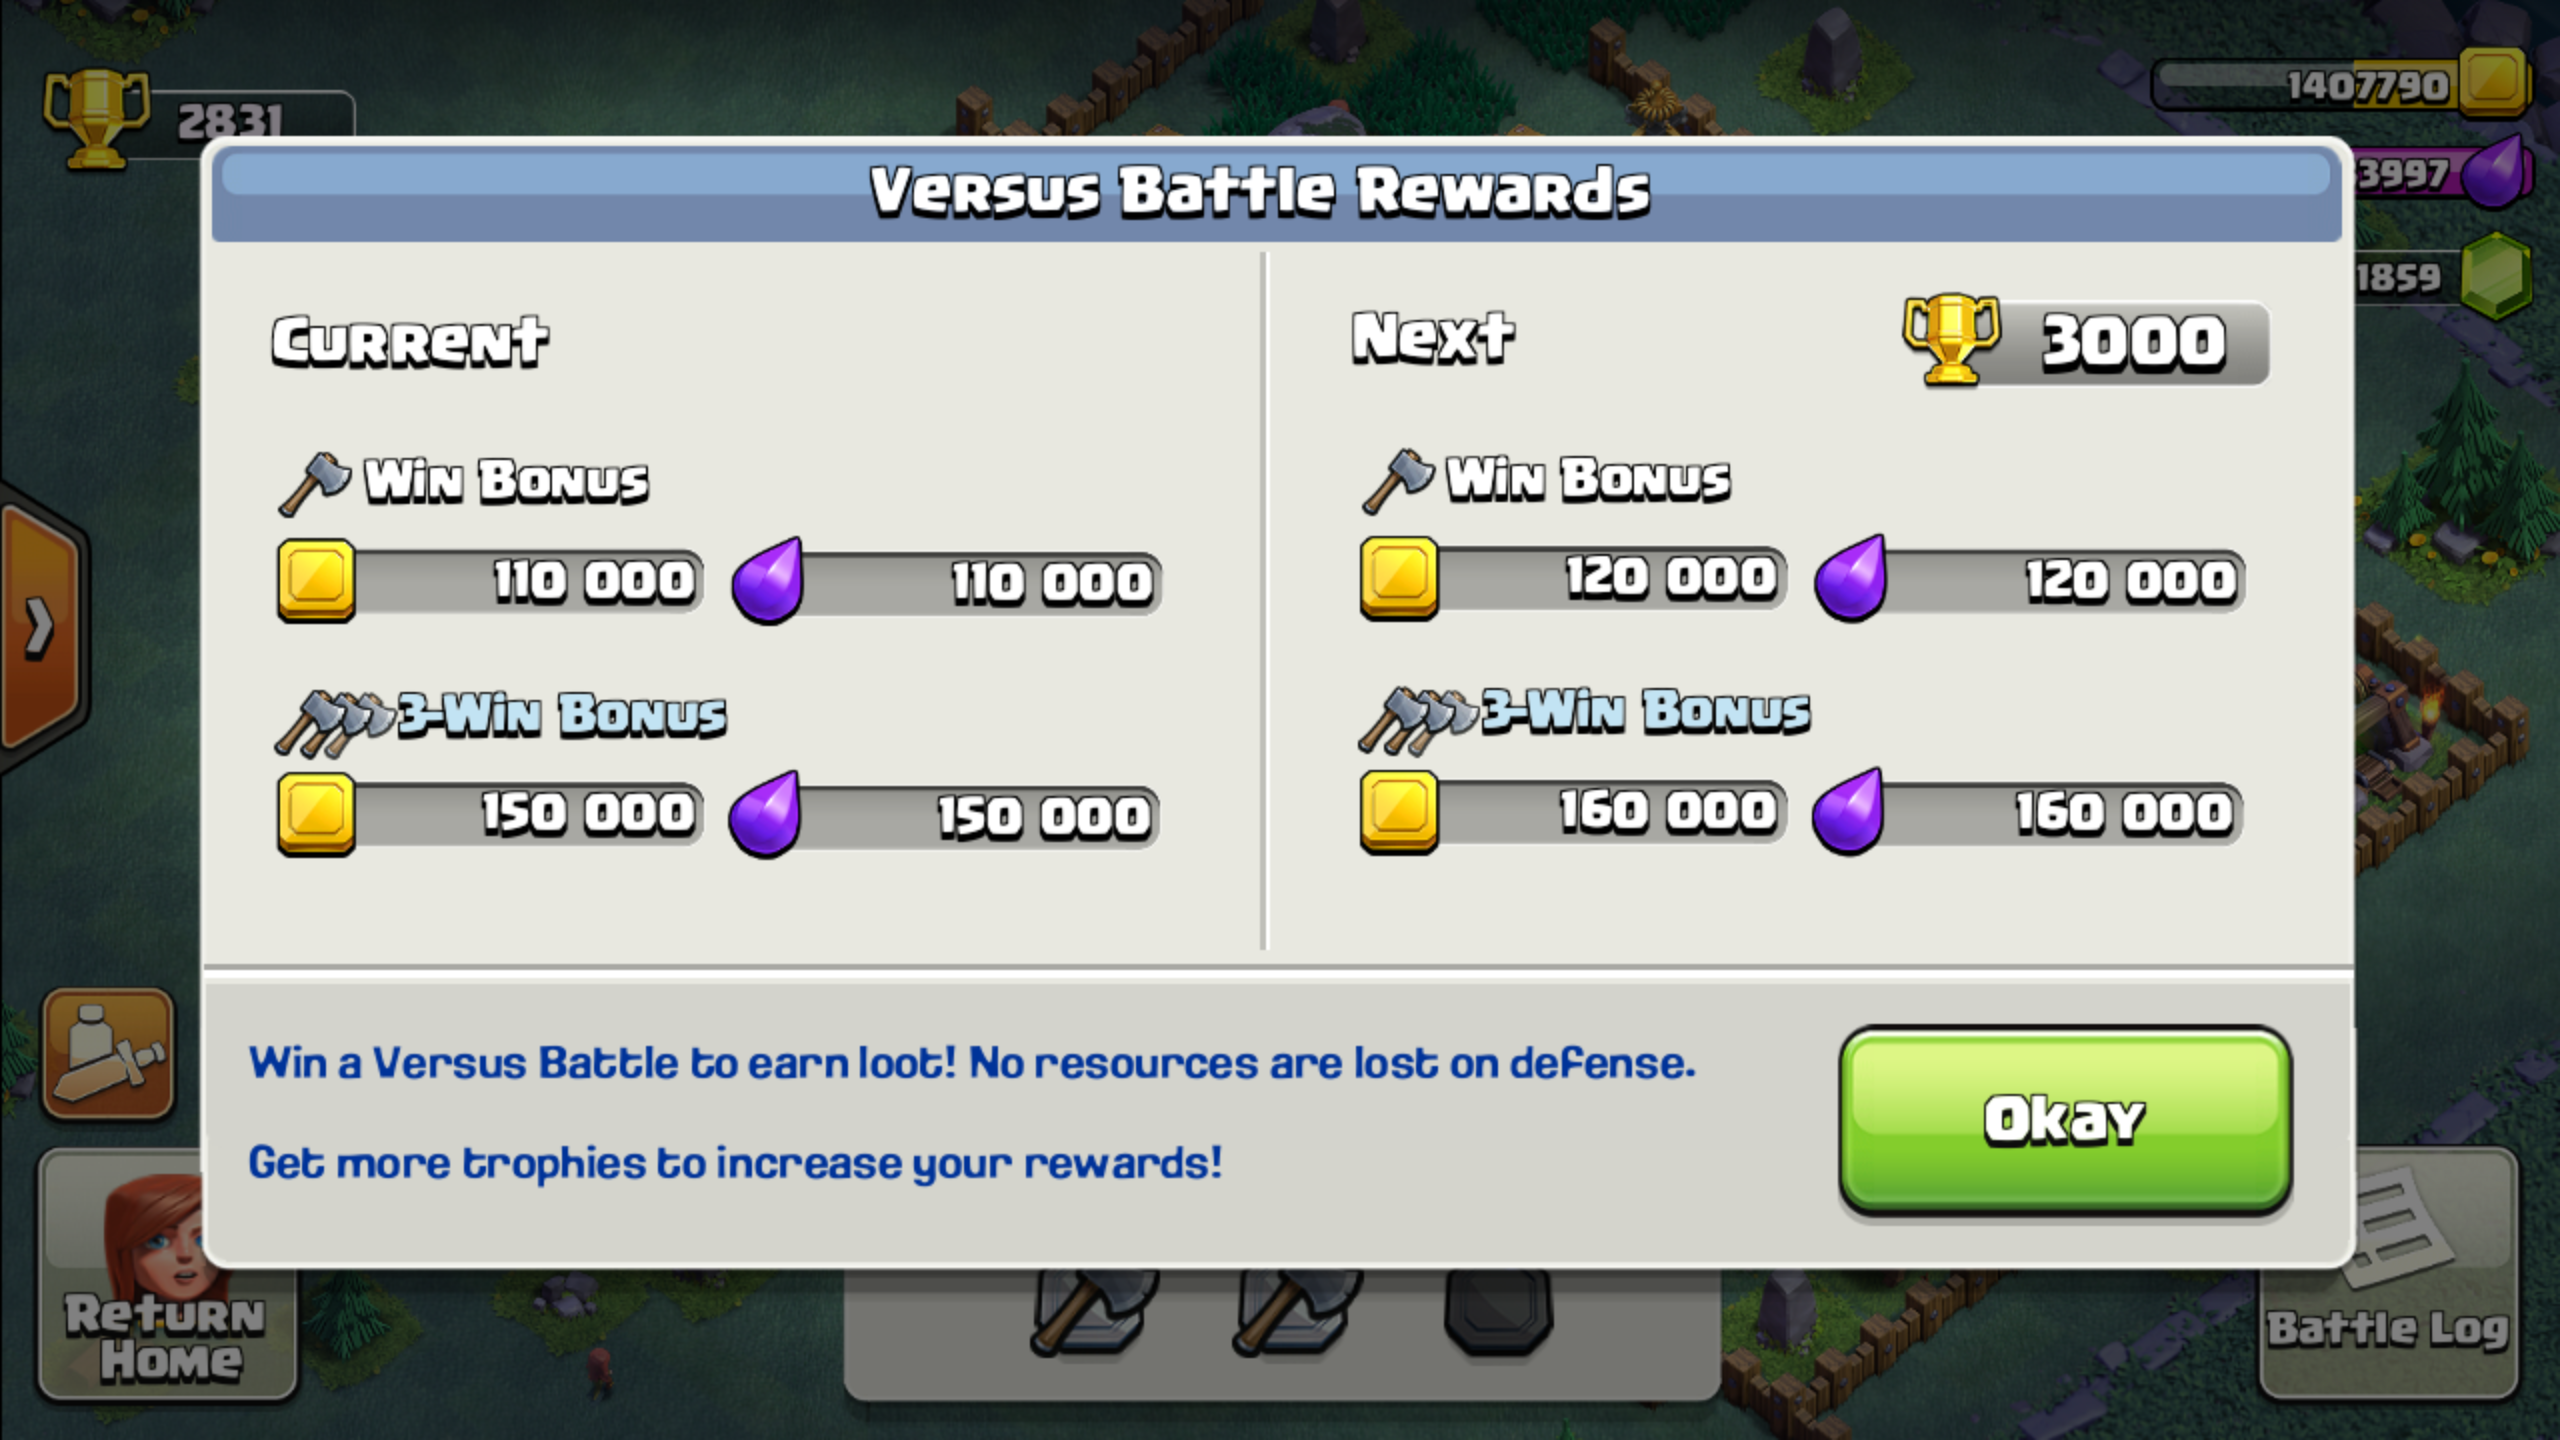 2831
1407790
Versus Battle Rewards
3997
1859
Current
Next
3000
Win Bonus
110 000
110 000
3-Win Bonus
150 000
150 000
Win Bonus
120 000
120 000
3-Win Bonus
160 000
160 000
Win a Versus Battle to earn loot! No resources are lost on defense.
Get more trophies to increase your rewards!
Okay
Return
Home
Battle Log